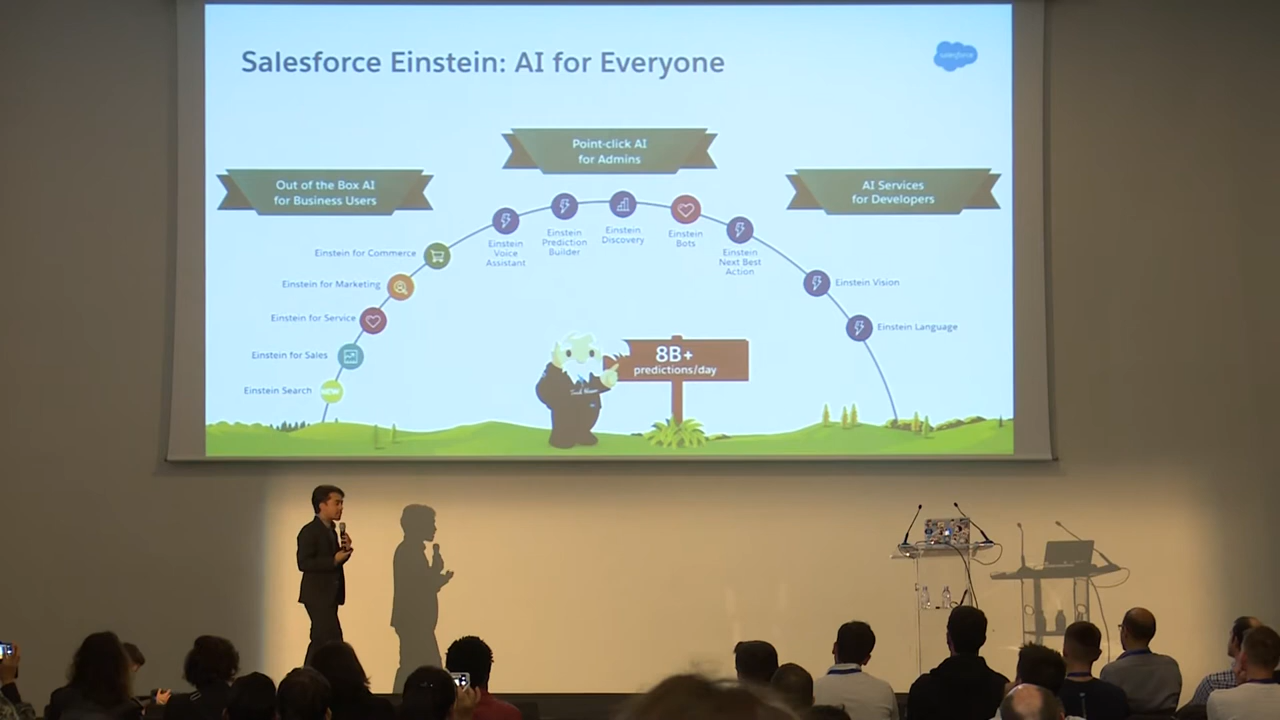 Salesforce Einstein: AI for Everyone
salesforce
Point-click AI
for Admins
Out of the Box AI
for Business Users
AI Services
for Developers
Einstein for Commerce
Einstein for Marketing
Einstein for Service
Einstein for Sales
Einstein Search
NEW
Einstein
Voice
Assistant
Einstein
Prediction
Builder
Einstein
Discovery
Einstein
Bots
Einstein
Next Best
Action
Einstein Vision
Einstein Language
8B+
predictions/day